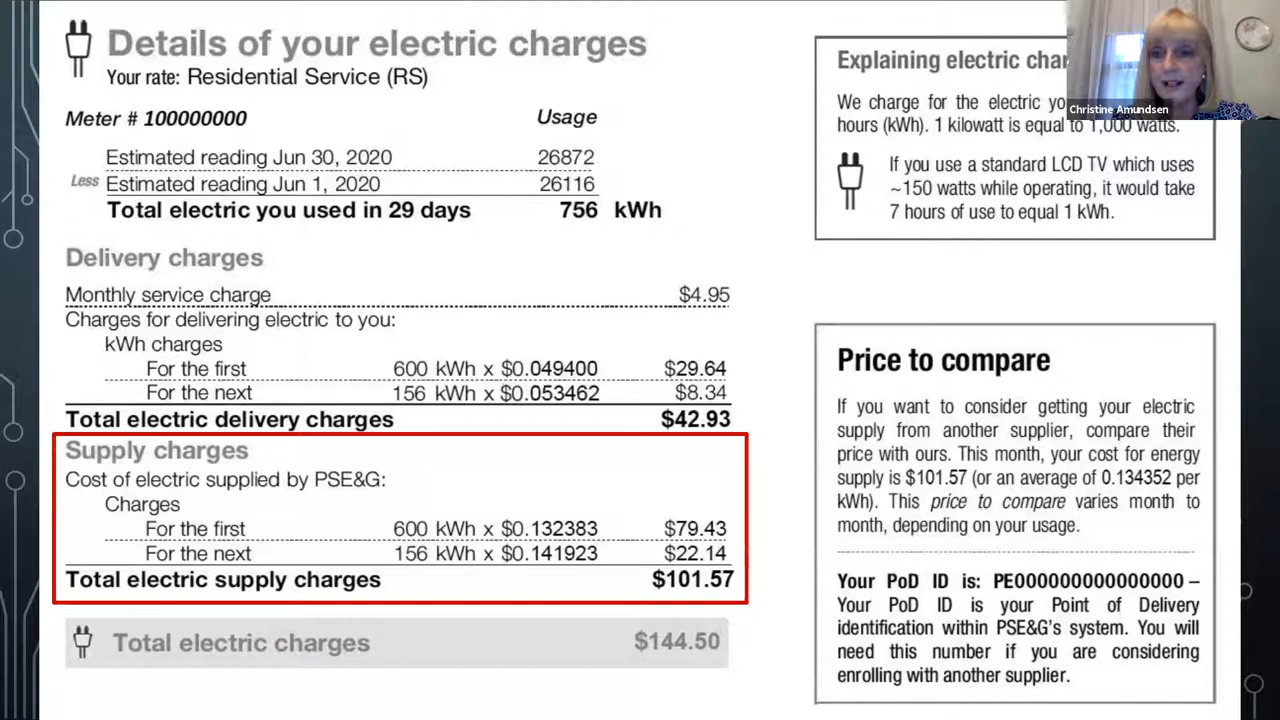 Details of your electric charges
Your rate: Residential Service (RS)
Meter # 100000000 Usage
Estimated reading Jun 30, 2020 26872
Less Estimated reading Jun 1, 2020 26116
Total electric you used in 29 days 756 kWh
Delivery charges
Monthly service charge $4.95
Charges for delivering electric to you:
kWh charges
For the first 600 kWh x $0.049400 $29.64
For the next 156 kWh x $0.053462 $8.34
Total electric delivery charges $42.93
Supply charges
Cost of electric supplied by PSE&G:
Charges
For the first 600 kWh x $0.132383 $79.43
For the next 156 kWh x $0.141923 $22.14
Total electric supply charges $101.57
Total electric charges $144.50
Explaining electric
We charge for the electric
hours (kWh). 1 kilowatt is equal to 1,000 watts.
If you use a standard LCD TV which uses
~150 watts while operating, it would take
7 hours of use to equal 1 kWh.
Christine Amundsen
Price to compare
If you want to consider getting your electric
supply from another supplier, compare their
price with ours. This month, your cost for energy
supply is $101.57 (or an average of 0.134352 per
kWh). This price to compare varies month to
month, depending on your usage.
Your PoD ID is: PE000000000000000 –
Your PoD ID is your Point of Delivery
identification within PSE&G's system. You will
need this number if you are considering
enrolling with another supplier.